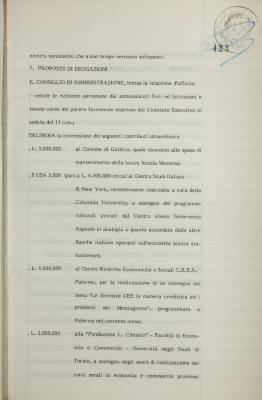 423
elenchi nominativi che a suo tempo verranno sottoposti.
7. PROPOSTE DI EROGAZIONI
IL CONSIGLIO DI AMMINISTRAZIONE, intesa la relazione d'ufficio
- vedute le richieste pervenute dai sottoindicati Enti ed Istituzioni e
tenuto conto del parere favorevole espresso dal Comitato Esecutivo in
seduta del 13 c.m.;
DELIBERA la concessione dei seguenti contributi straordinari:
. L. 5.000.000 al Comune di Gattico, quale concorso alle spese di
mantenimento della locale Scuola Materna;
. $ USA 3.000 (pari a L. 4.500.000 circa) al Centro Studi Italiani
di New York, recentemente costituito a cura della
Columbia University, a sostegno dei programmi
culturali avviati dal Centro stesso (intervento
disposto in analogia a quanto accordato dalle altre
Banche italiane operanti sull'anzidetta piazza sta-
tunitense);
. L. 4.000.000 al Centro Ricerche Economiche e Sociali C.R.E.S.,
Palermo, per la realizzazione di un convegno sul
tema "Le direttive CEE in materia creditizia ed i
problemi del Mezzogiorno", programmato a
Palermo nel corrente mese;
. L. 3.000.000 alla "Fondazione L. Cibrario" - Facoltà di Econo-
mia e Commercio - Università degli Studi di
Torino, a sostegno degli oneri di realizzazione dei
corsi serali in economia e commercio promossi